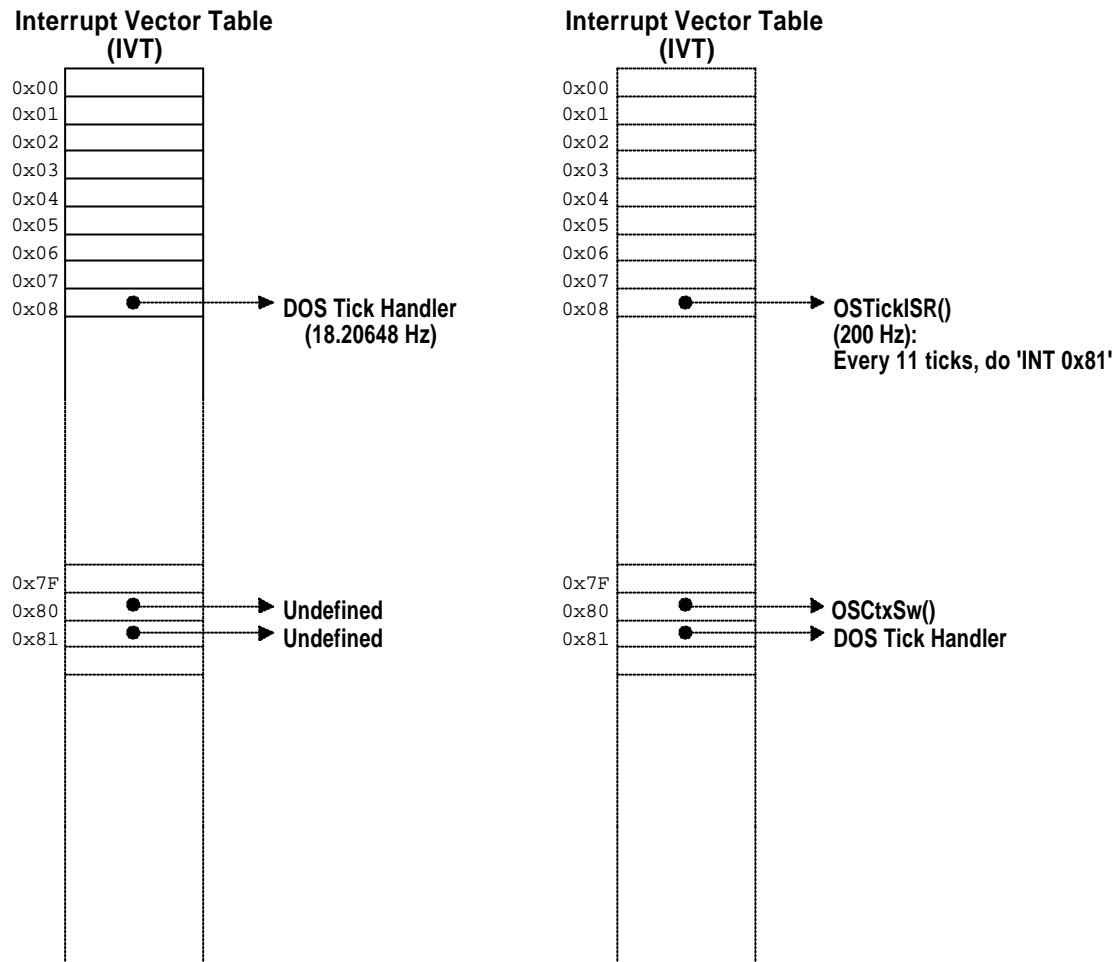 Interrupt Vector Table
(IVT)
0x00
0x01
0x02
0x03
0x04
0x05
0x06
0x07
0x08
DOS Tick Handler
(18.20648 Hz)
0x7F
0x80
Undefined
0x81
Undefined
Interrupt Vector Table
(IVT)
0x00
0x01
0x02
0x03
0x04
0x05
0x06
0x07
0x08
OSTickISR()
(200 Hz):
Every 11 ticks, do 'INT 0x81'
0x7F
0x80
OSCtxSw()
0x81
DOS Tick Handler